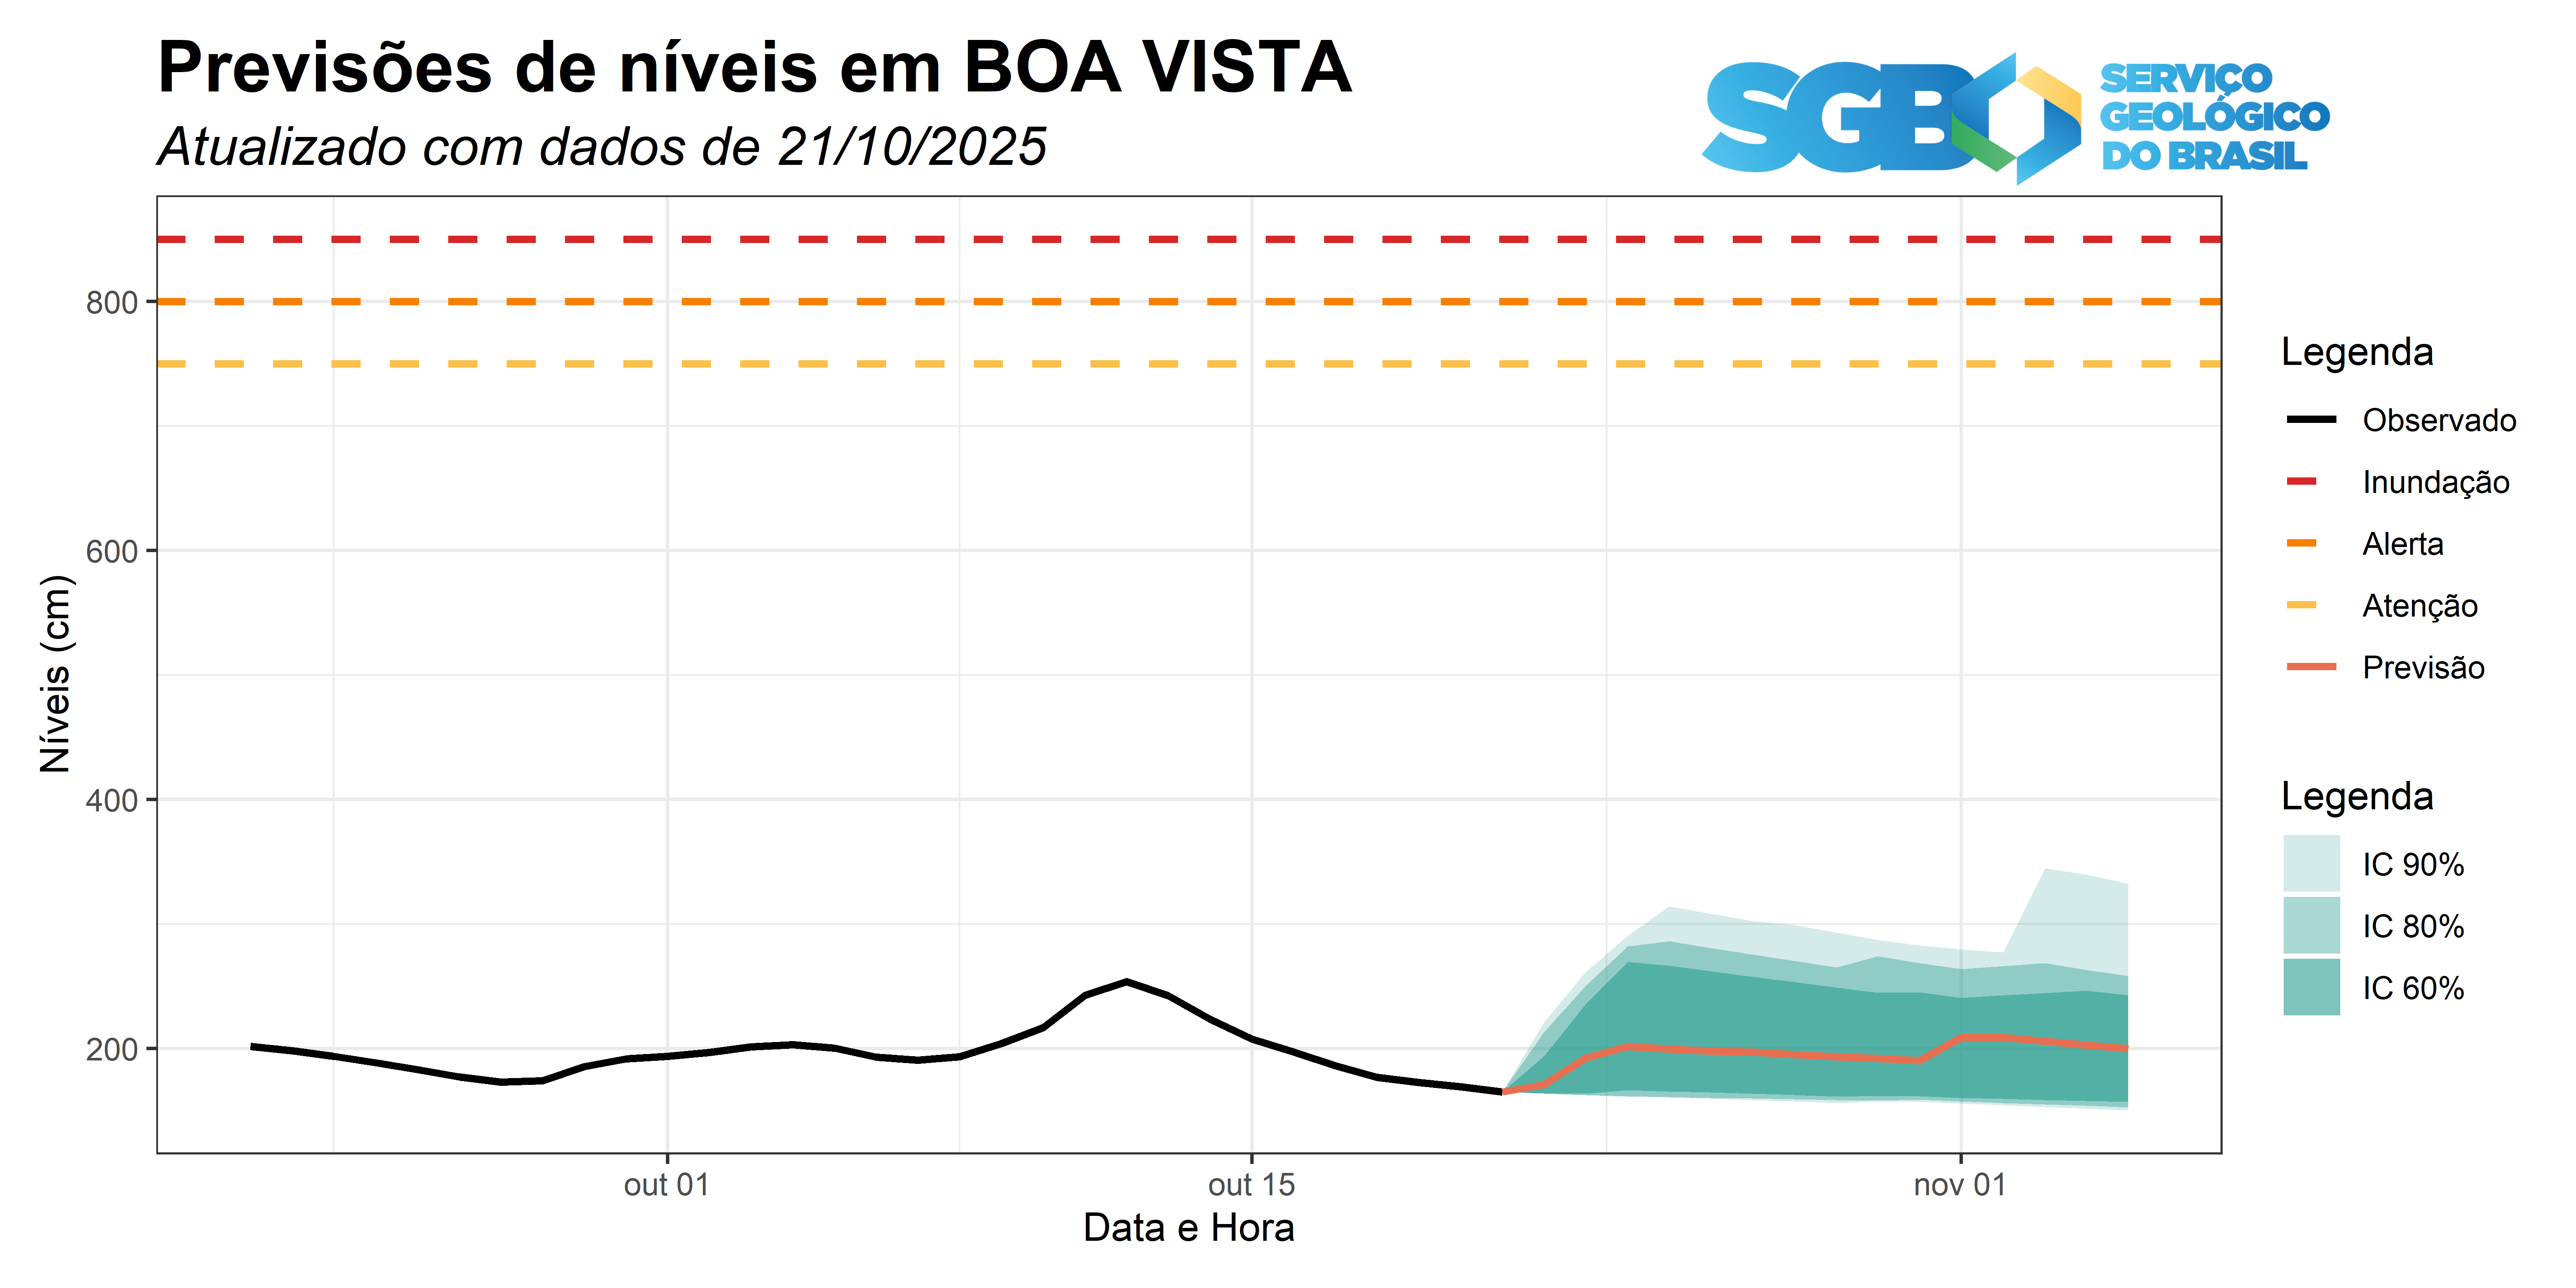 Previsões de níveis em BOA VISTA
Atualizado com dados de 21/10/2025
SGB
SERVIÇO
GEOLÓGICO
DO BRASIL
Níveis (cm)
800
600
400
200
out 01
out 15
nov 01
Data e Hora
Legenda
Observado
Inundação
Alerta
Atenção
Previsão
Legenda
IC 90%
IC 80%
IC 60%